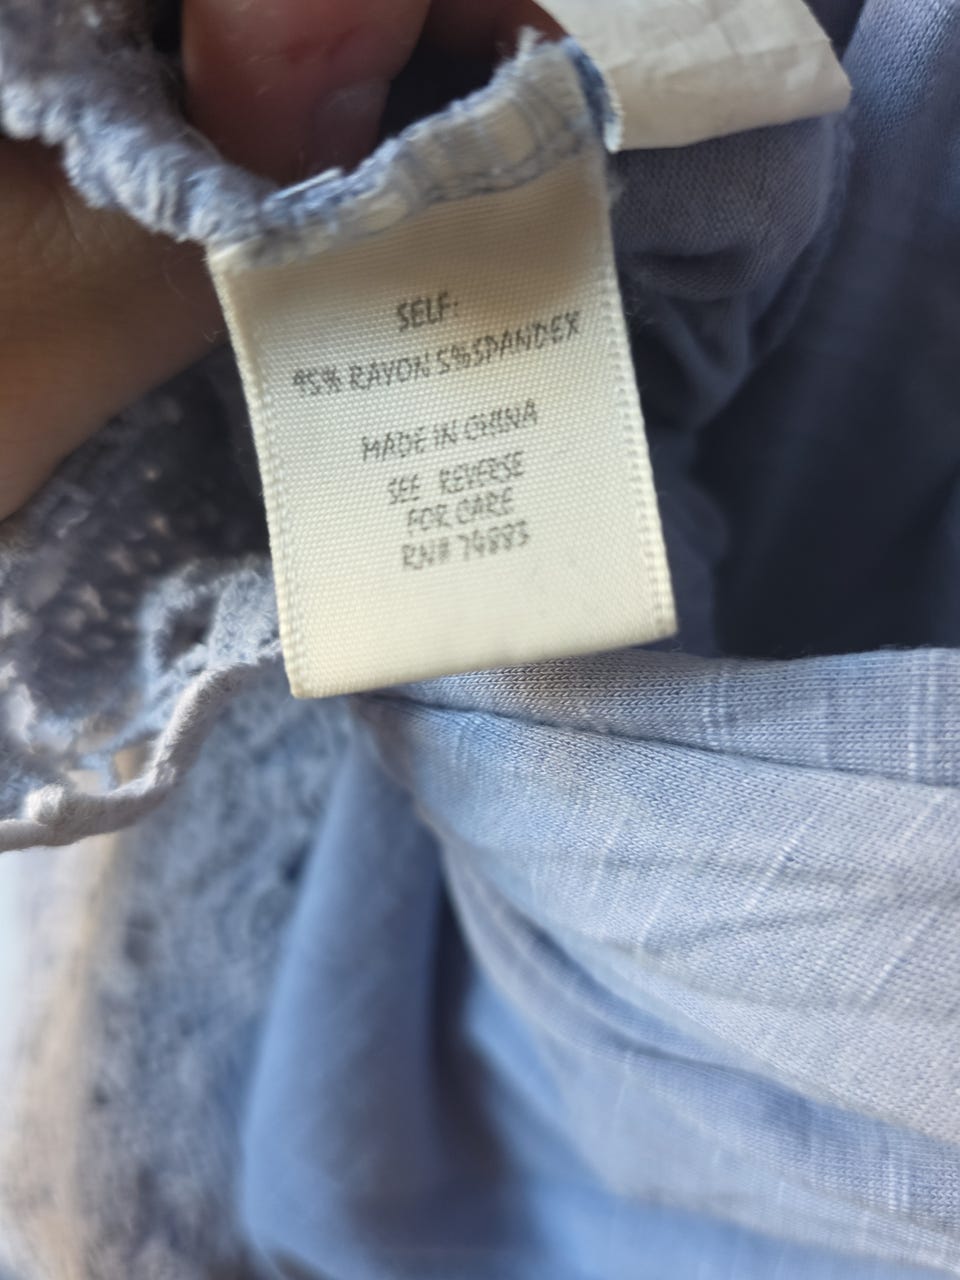 SELF:
95% RAYON 5%SPANDEX
MADE IN CHINA
SEE REVERSE
FOR CARE
RN# 74883